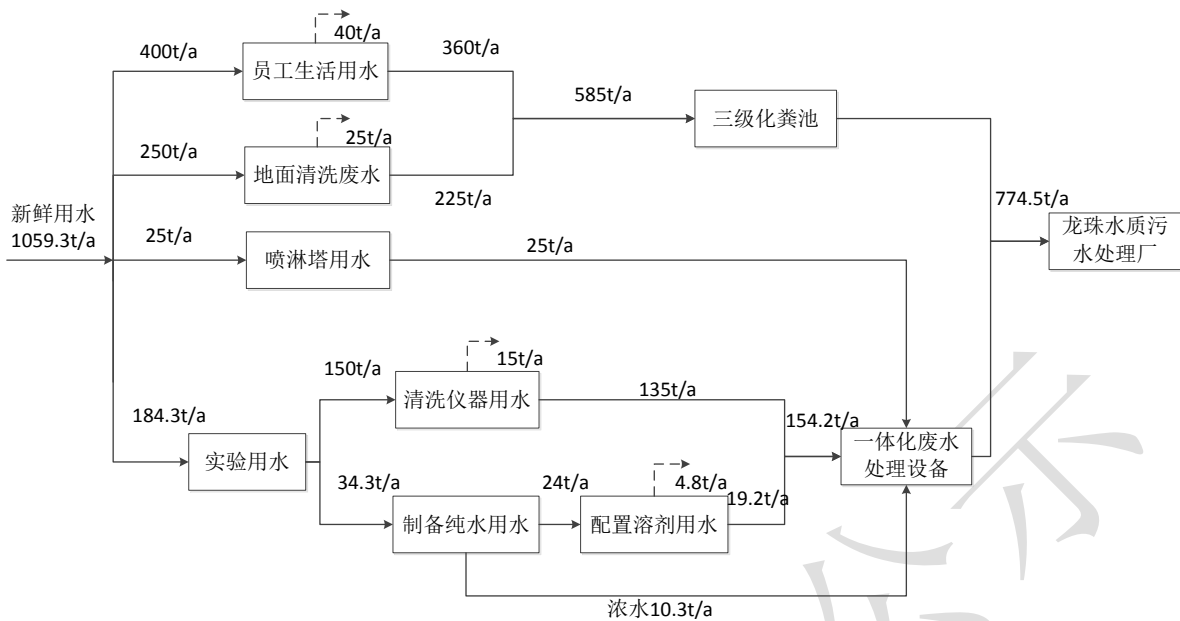 40t/a
400t/a
员工生活用水
360t/a
585t/a
三级化粪池
25t/a
250t/a
地面清洗废水
225t/a
新鲜用水
1059.3t/a
25t/a
喷淋塔用水
25t/a
774.5t/a
龙珠水质污
水处理厂
15t/a
150t/a
清洗仪器用水
135t/a
184.3t/a
实验用水
154.2t/a
一体化废水
处理设备
34.3t/a
制备纯水用水
24t/a
4.8t/a
配置溶剂用水
19.2t/a
浓水10.3t/a
示